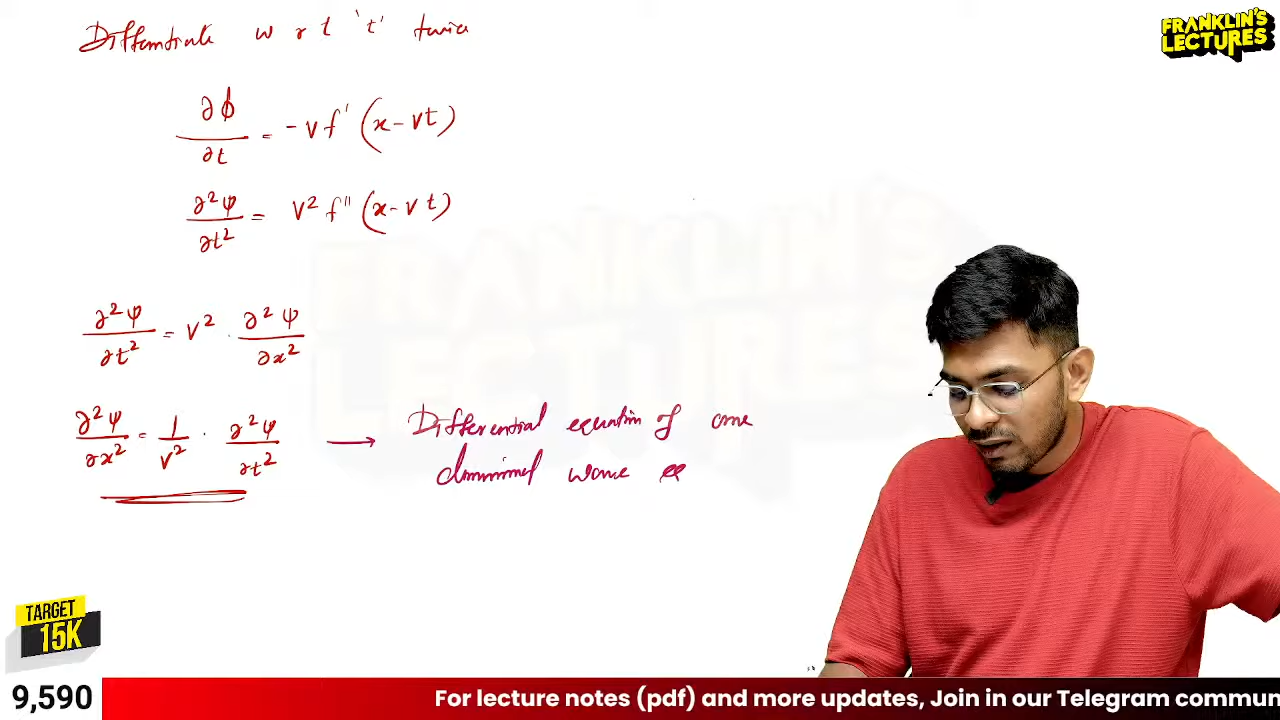 Differentiate w r t 't' twice
FRANKLIN'S
LECTURES
∂ϕ/∂t = -v f' (x - vt)
∂²ψ/∂t² = v² f'' (x - vt)
FRANKLIN'S
LECTURES
∂²ψ/∂t² = v² · ∂²ψ/∂x²
∂²ψ/∂x² = 1/v² · ∂²ψ/∂t² → Differential equation of one
dimensional wave eq
TARGET
15K
9,590 For lecture notes (pdf) and more updates, Join in our Telegram commun